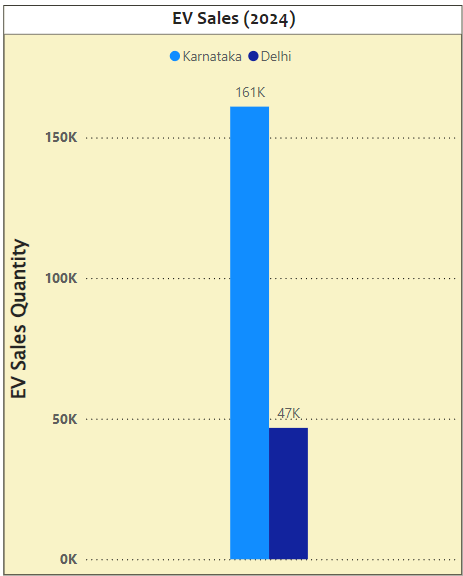 EV Sales (2024)
Karnataka Delhi
161K
150K
100K
EV Sales Quantity
47K
50K
0K